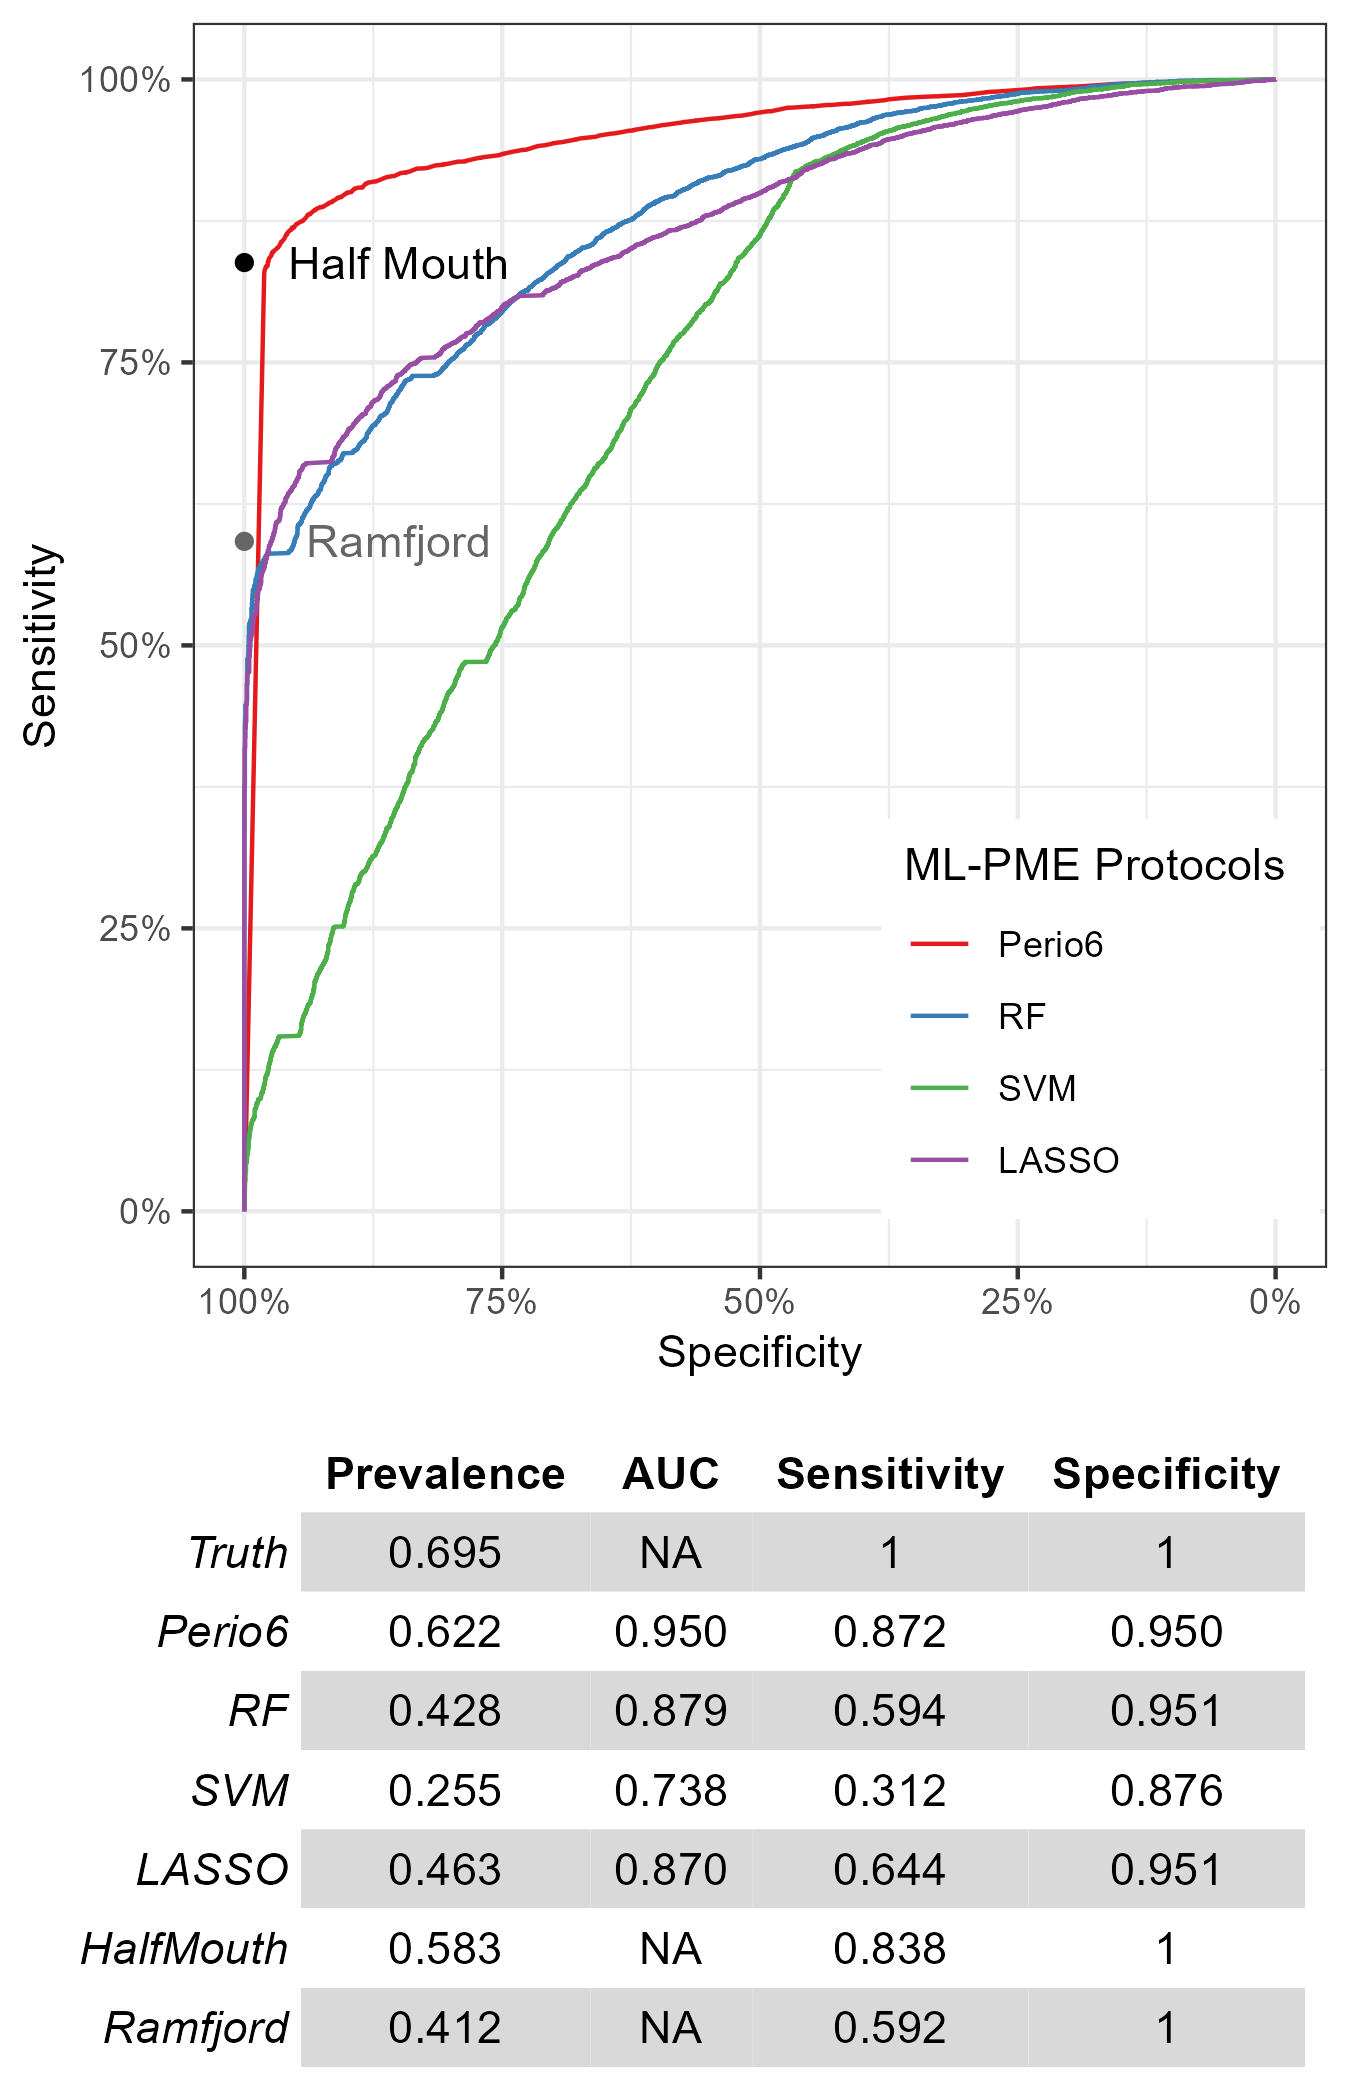 100%
75%
50%
25%
0%
Sensitivity
Half Mouth
Ramfjord
ML-PME Protocols
Perio6
RF
SVM
LASSO
100% 75% 50% 25% 0%
Specificity
Prevalence AUC Sensitivity Specificity
Truth 0.695 NA 1 1
Perio6 0.622 0.950 0.872 0.950
RF 0.428 0.879 0.594 0.951
SVM 0.255 0.738 0.312 0.876
LASSO 0.463 0.870 0.644 0.951
HalfMouth 0.583 NA 0.838 1
Ramfjord 0.412 NA 0.592 1